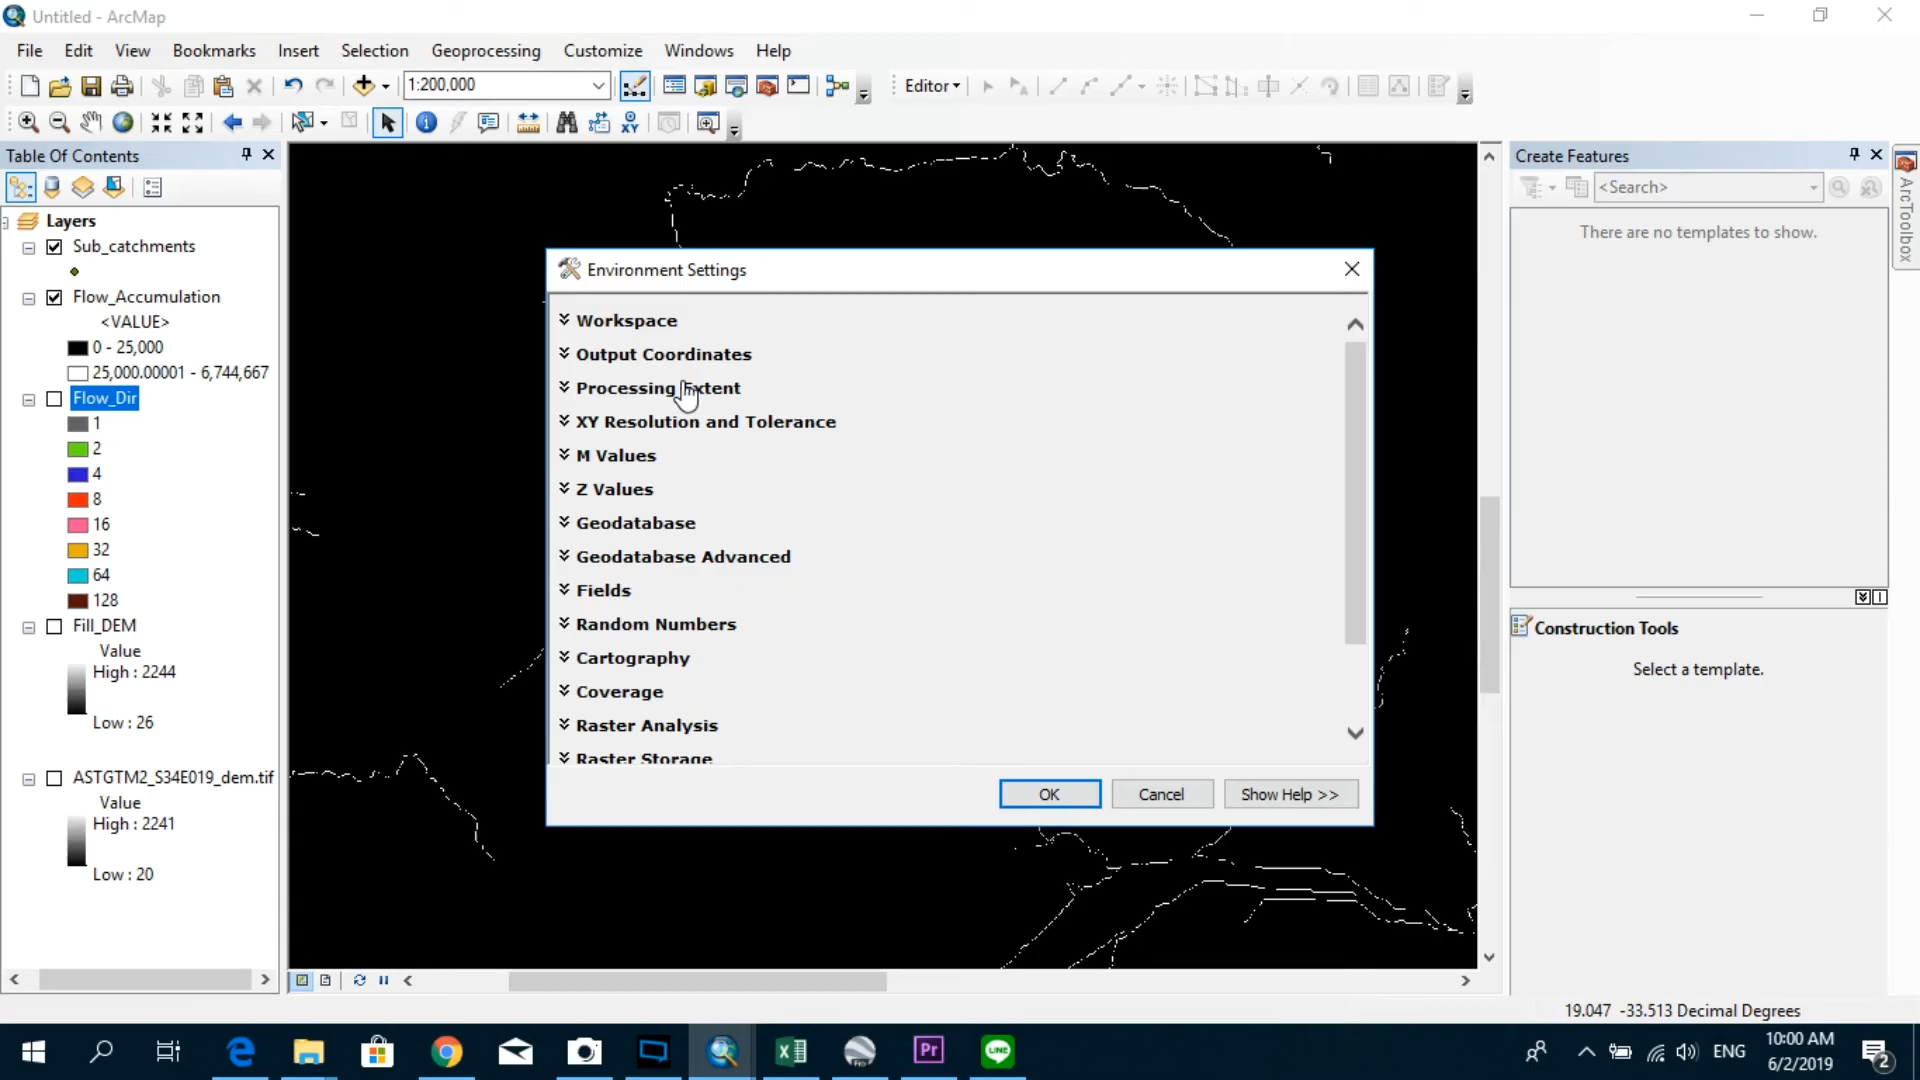 Untitled - ArcMap
File Edit View Bookmarks Insert Selection Geoprocessing Customize Windows Help
1:200,000
Editor
XY
Table Of Contents
Create Features
<Search>
ArcToolbox
There are no templates to show.
Layers
Sub_catchments
Flow_Accumulation
<VALUE>
0 - 25,000
25,000.00001 - 6,744,667
Flow_Dir
1
2
4
8
16
32
64
128
Fill_DEM
Value
High : 2244
Low : 26
ASTGTM2_S34E019_dem.tif
Value
High : 2241
Low : 20
Environment Settings
Workspace
Output Coordinates
Processing Extent
XY Resolution and Tolerance
M Values
Z Values
Geodatabase
Geodatabase Advanced
Fields
Random Numbers
Cartography
Coverage
Raster Analysis
Raster Storage
OK Cancel Show Help >>
Construction Tools
Select a template.
19.047 -33.513 Decimal Degrees
Pr
LINE
ENG
10:00 AM
6/2/2019
2